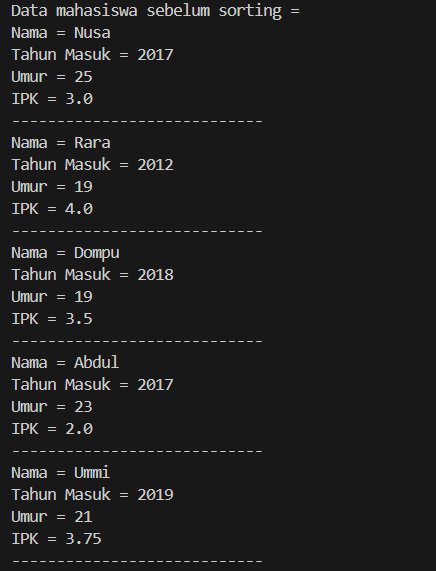 Data mahasiswa sebelum sorting =
Nama = Nusa
Tahun Masuk = 2017
Umur = 25
IPK = 3.0
----------------------------
Nama = Rara
Tahun Masuk = 2012
Umur = 19
IPK = 4.0
----------------------------
Nama = Dompu
Tahun Masuk = 2018
Umur = 19
IPK = 3.5
----------------------------
Nama = Abdul
Tahun Masuk = 2017
Umur = 23
IPK = 2.0
----------------------------
Nama = Ummi
Tahun Masuk = 2019
Umur = 21
IPK = 3.75
----------------------------